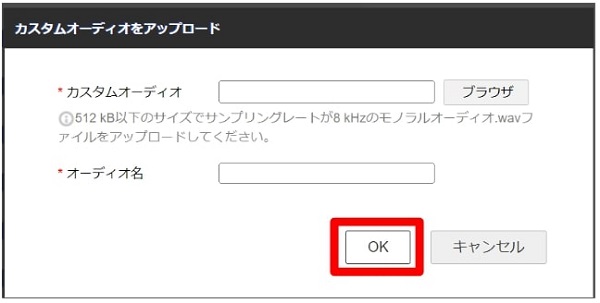 カスタムオーディオをアップロード
* カスタムオーディオ ブラウザ
ⓘ512 kB以下のサイズでサンプリングレートが8 kHzのモノラルオーディオ.wavフ
ァイルをアップロードしてください。
* オーディオ名
OK キャンセル